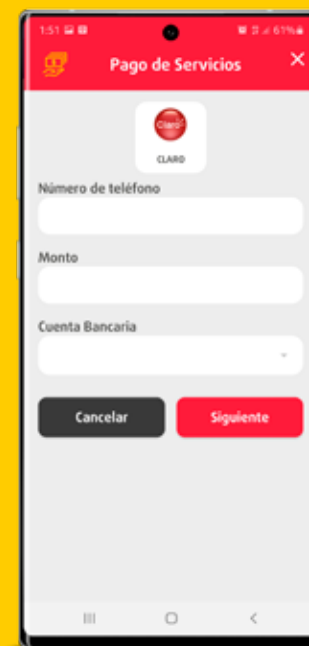 1:51
61%
Pago de Servicios
Claro
CLARO
Número de teléfono
Monto
Cuenta Bancaria
Cancelar
Siguiente